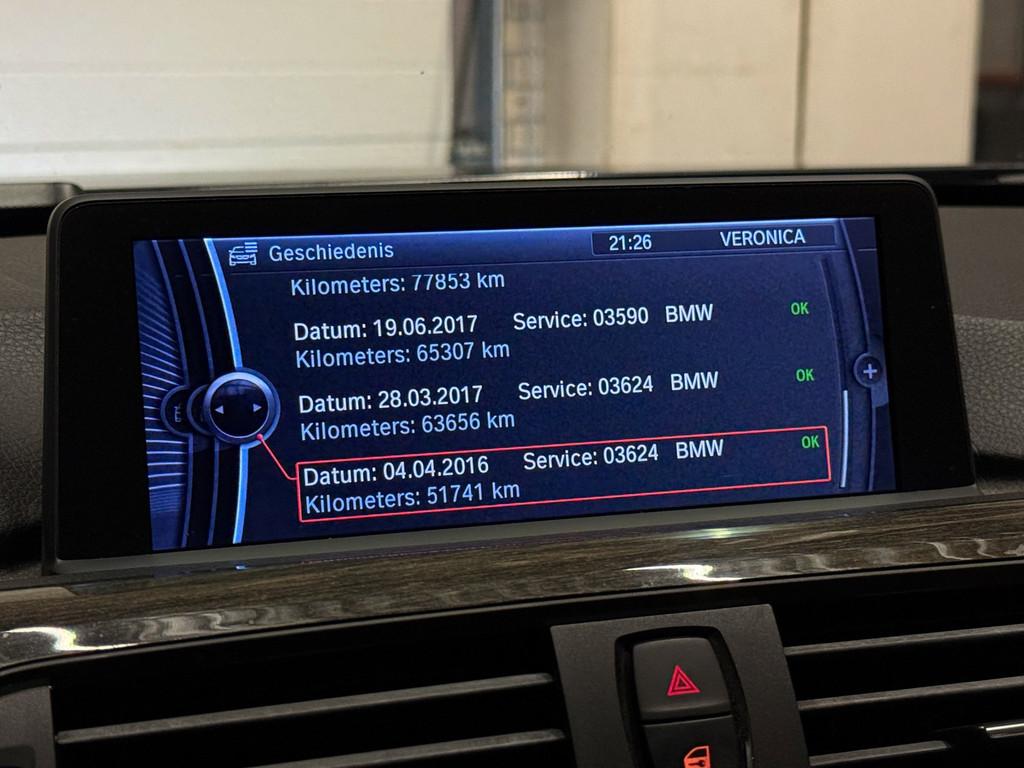 Geschiedenis 21:26 VERONICA
Kilometers: 77853 km
Datum: 19.06.2017 Service: 03590 BMW OK
Kilometers: 65307 km
Datum: 28.03.2017 Service: 03624 BMW OK
Kilometers: 63656 km
Datum: 04.04.2016 Service: 03624 BMW OK
Kilometers: 51741 km